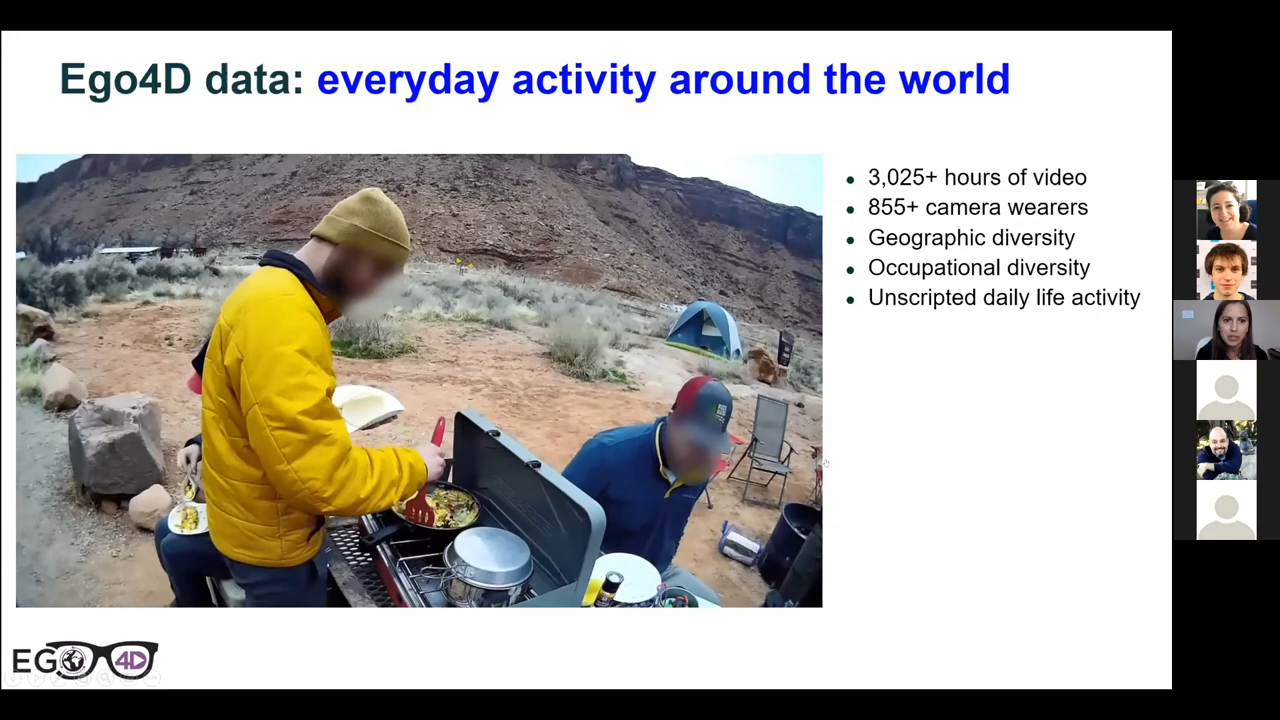 Ego4D data: everyday activity around the world
3,025+ hours of video
855+ camera wearers
Geographic diversity
Occupational diversity
Unscripted daily life activity
EGO4D